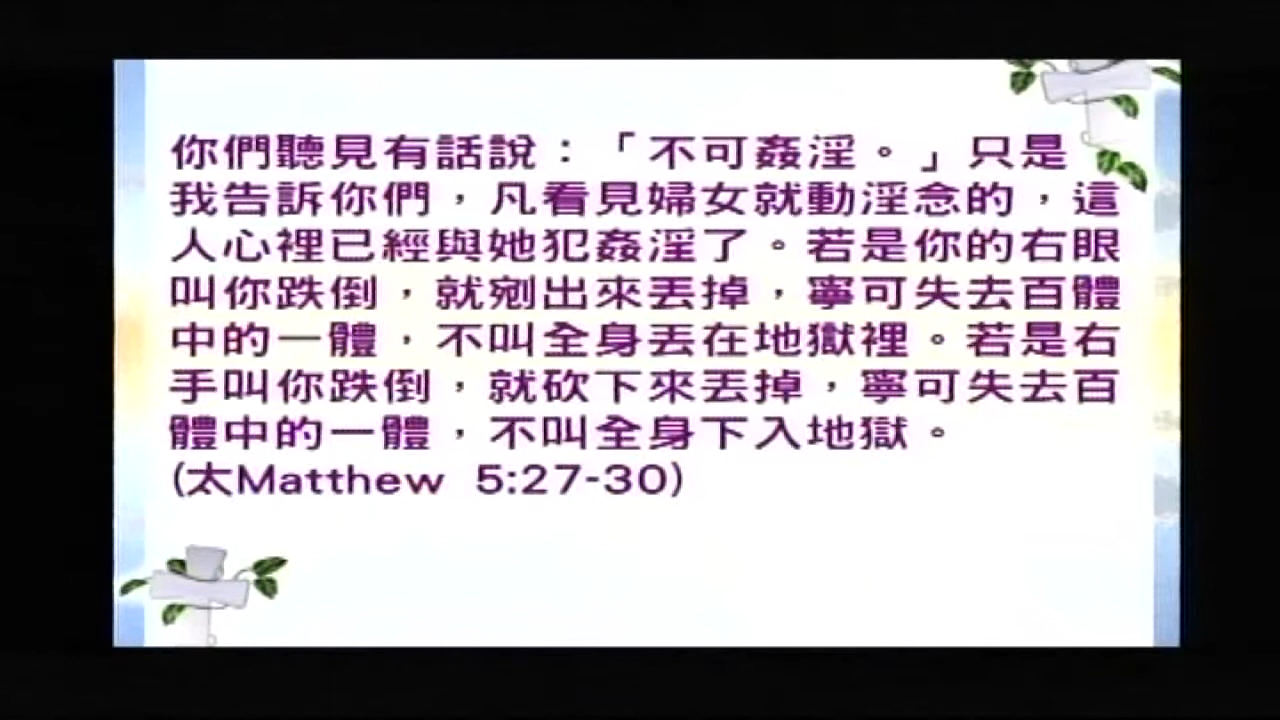 你們聽見有話說：「不可姦淫。」只是
我告訴你們，凡看見婦女就動淫念的，這
人心裡已經與她犯姦淫了。若是你的右眼
叫你跌倒，就剜出來丟掉，寧可失去百體
中的一體，不叫全身丟在地獄裡。若是右
手叫你跌倒，就砍下來丟掉，寧可失去百
體中的一體，不叫全身下入地獄。
(太Matthew 5:27-30)